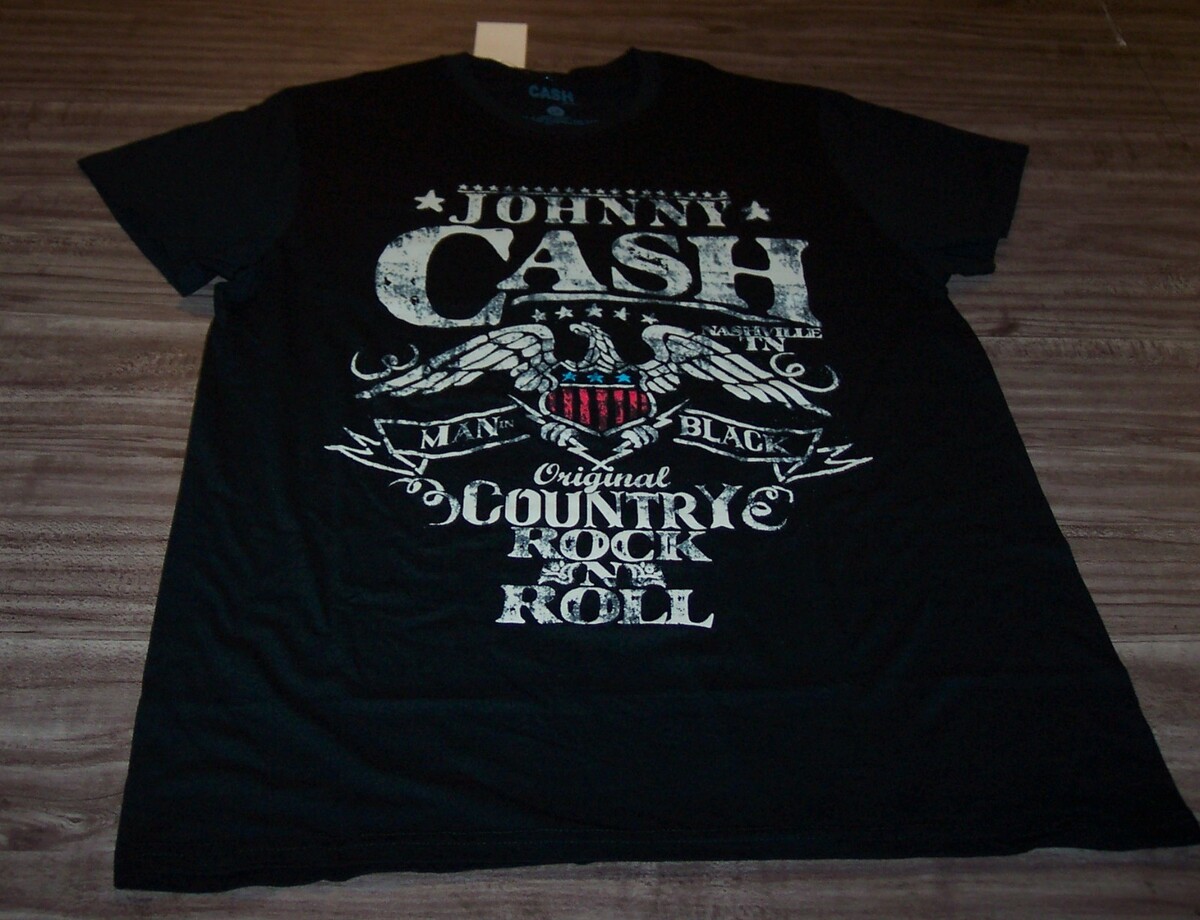 CASH
JOHNNY
CASH
NASHVILLE
TN
MAN IN BLACK
Original
COUNTRY
ROCK
N
ROLL